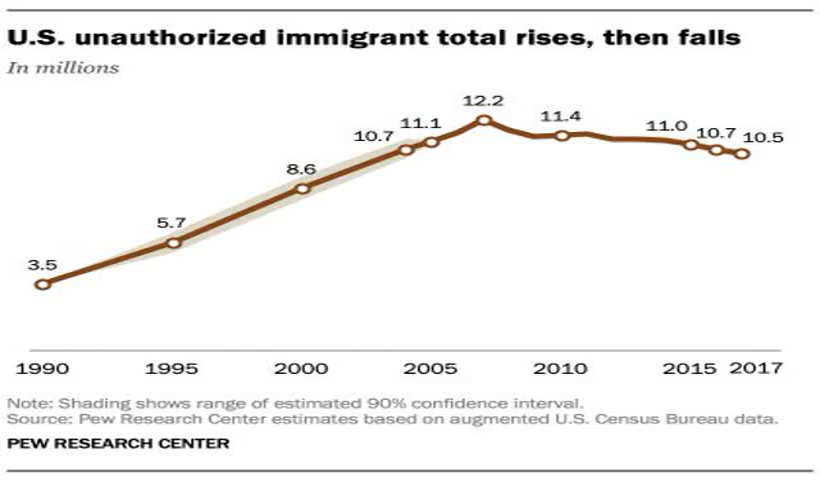 U.S. unauthorized immigrant total rises, then falls
In millions
12.2
11.4
11.1
10.7
11.0
10.7
10.5
8.6
5.7
3.5
1990 1995 2000 2005 2010 2015 2017
Note: Shading shows range of estimated 90% confidence interval.
Source: Pew Research Center estimates based on augmented U.S. Census Bureau data.
PEW RESEARCH CENTER